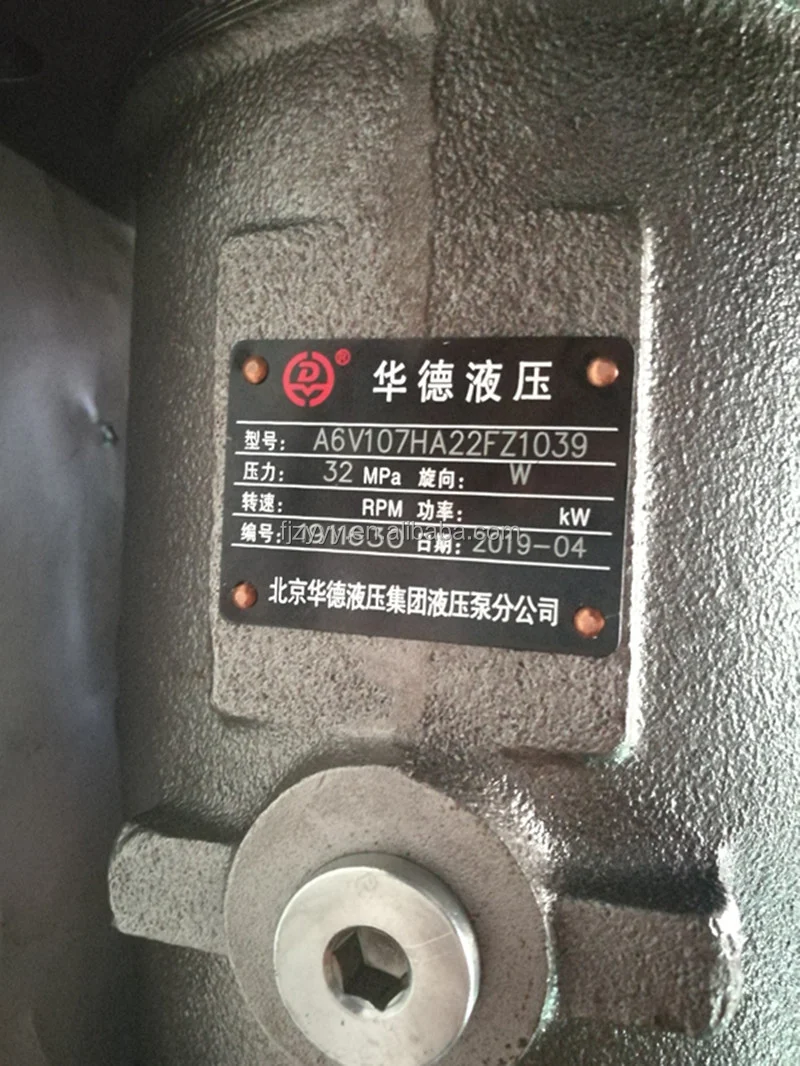 ® 华德液压
型号: A6V107HA22FZ1039
压力: 32 MPa 旋向: W
转速: RPM 功率: kW
编号: 日期: 2019-04
北京华德液压集团液压泵分公司